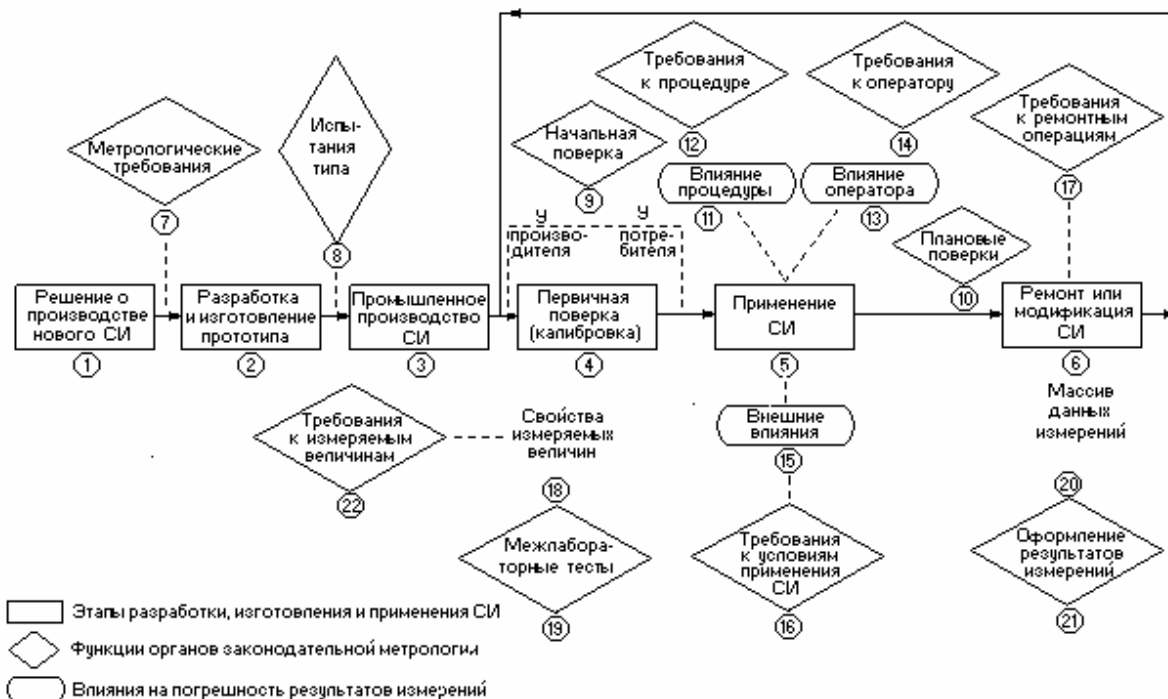 Требования
к процедуре
12
Требования
к оператору
14
Метрологические
требования
7
Испы-
тания
типа
8
Начальная
поверка
9
Требования
к ремонтным
операциям
17
Влияние
процедуры
11
Влияние
оператора
13
у
произво-
дителя
у
потре-
бителя
Плановые
поверки
10
Решение о
производстве
нового СИ
1
Разработка
и изготовление
прототипа
2
Промышленное
производство
СИ
3
Первичная
поверка
(калибровка)
4
Применение
СИ
5
Ремонт или
модификация
СИ
6
Требования
к измеряемым
величинам
22
Свойства
измеряемых
величин
18
Внешние
влияния
15
Массив
данных
измерений
20
Межлабора-
торные тесты
19
Требования
к условиям
применения
СИ
16
Оформление
результатов
измерений
21
Этапы разработки, изготовления и применения СИ
Функции органов законодательной метрологии
Влияния на погрешность результатов измерений